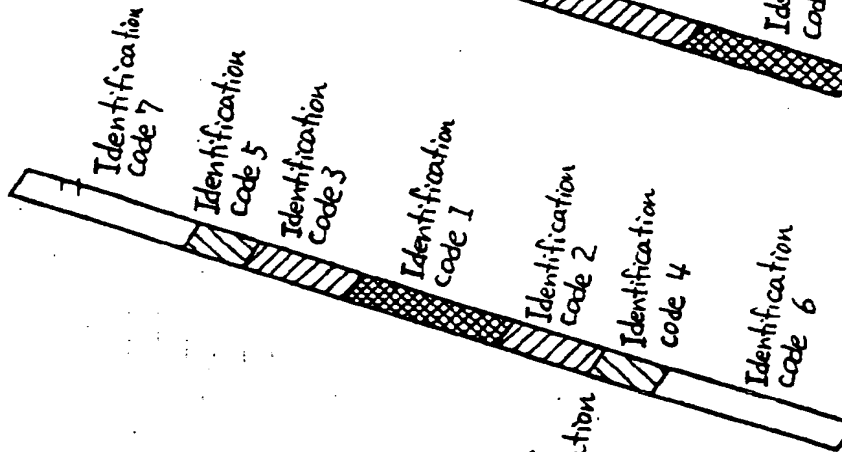 Identification
code 7
Identification
code 5
Identification
code 3
Identification
code 1
Identification
code 2
Identification
code 4
Identification
code 6